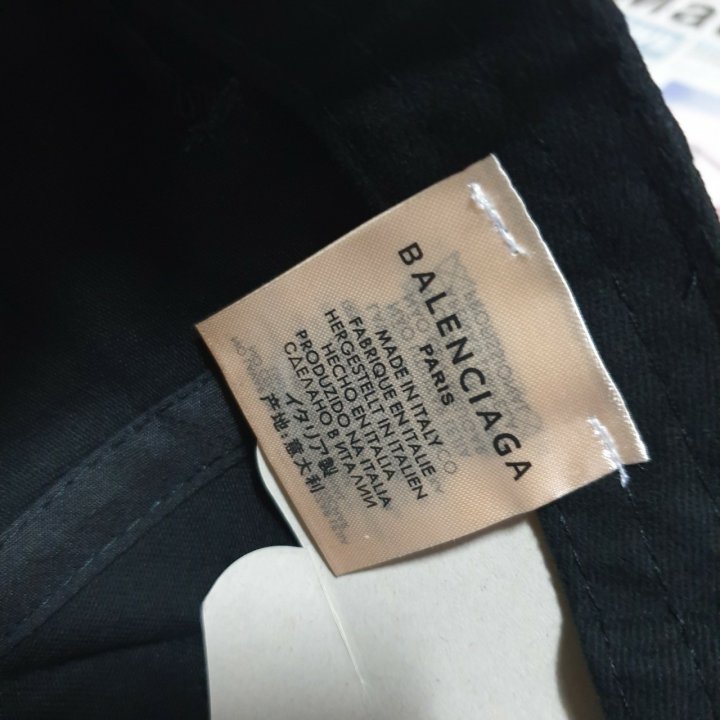 BALENCIAGA
PARIS
MADE IN ITALY
FABRIQUE EN ITALIE
HERGESTELLT IN ITALIEN
HECHO EN ITALIA
PRODUZIDO NA ITALIA
СДЕЛАНО В ИТАЛИИ
イタリア製
产地:意大利